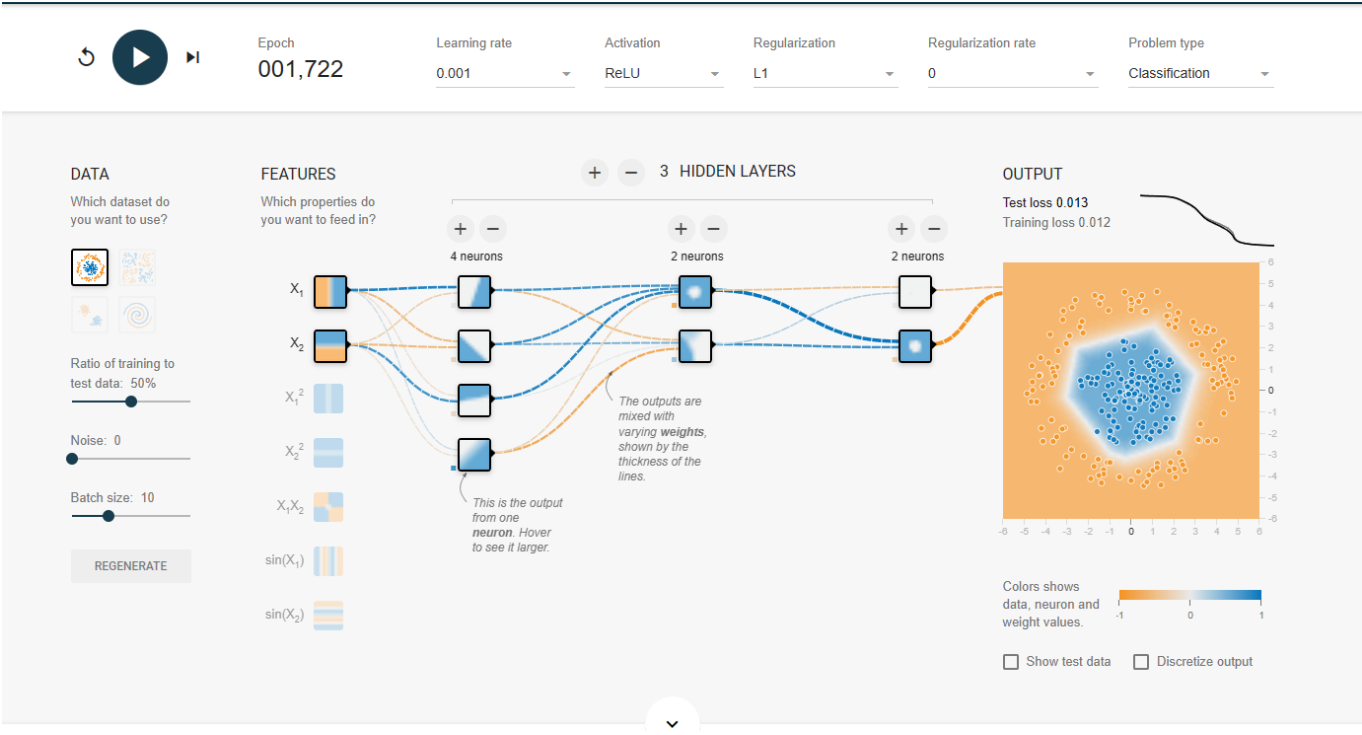 Epoch
001,722
Learning rate
0.001
Activation
ReLU
Regularization
L1
Regularization rate
0
Problem type
Classification
DATA
Which dataset do
you want to use?
Ratio of training to
test data: 50%
Noise: 0
Batch size: 10
REGENERATE
FEATURES
Which properties do
you want to feed in?
X₁
X₂
X₁²
X₂²
X₁X₂
sin(X₁)
sin(X₂)
+ − 3 HIDDEN LAYERS
+ −
4 neurons
+ −
2 neurons
+ −
2 neurons
This is the output
from one
neuron. Hover
to see it larger.
The outputs are
mixed with
varying weights,
shown by the
thickness of the
lines.
OUTPUT
Test loss 0.013
Training loss 0.012
6
5
4
3
2
1
0
-1
-2
-3
-4
-5
-6
-6 -5 -4 -3 -2 -1 0 1 2 3 4 5 6
Colors shows
data, neuron and
weight values.
-1 0 1
Show test data
Discretize output